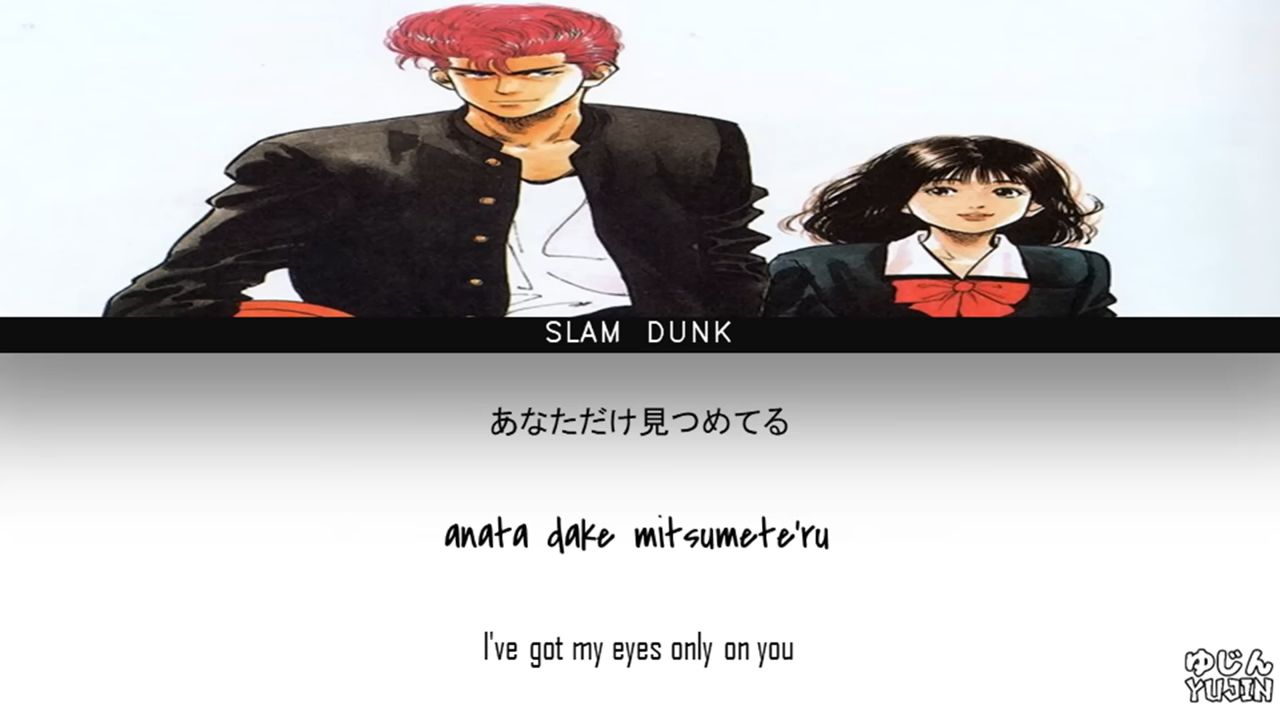 SLAM DUNK
あなただけ見つめてる
anata dake mitsumete'ru
I've got my eyes only on you
ゆじん
YUJIN